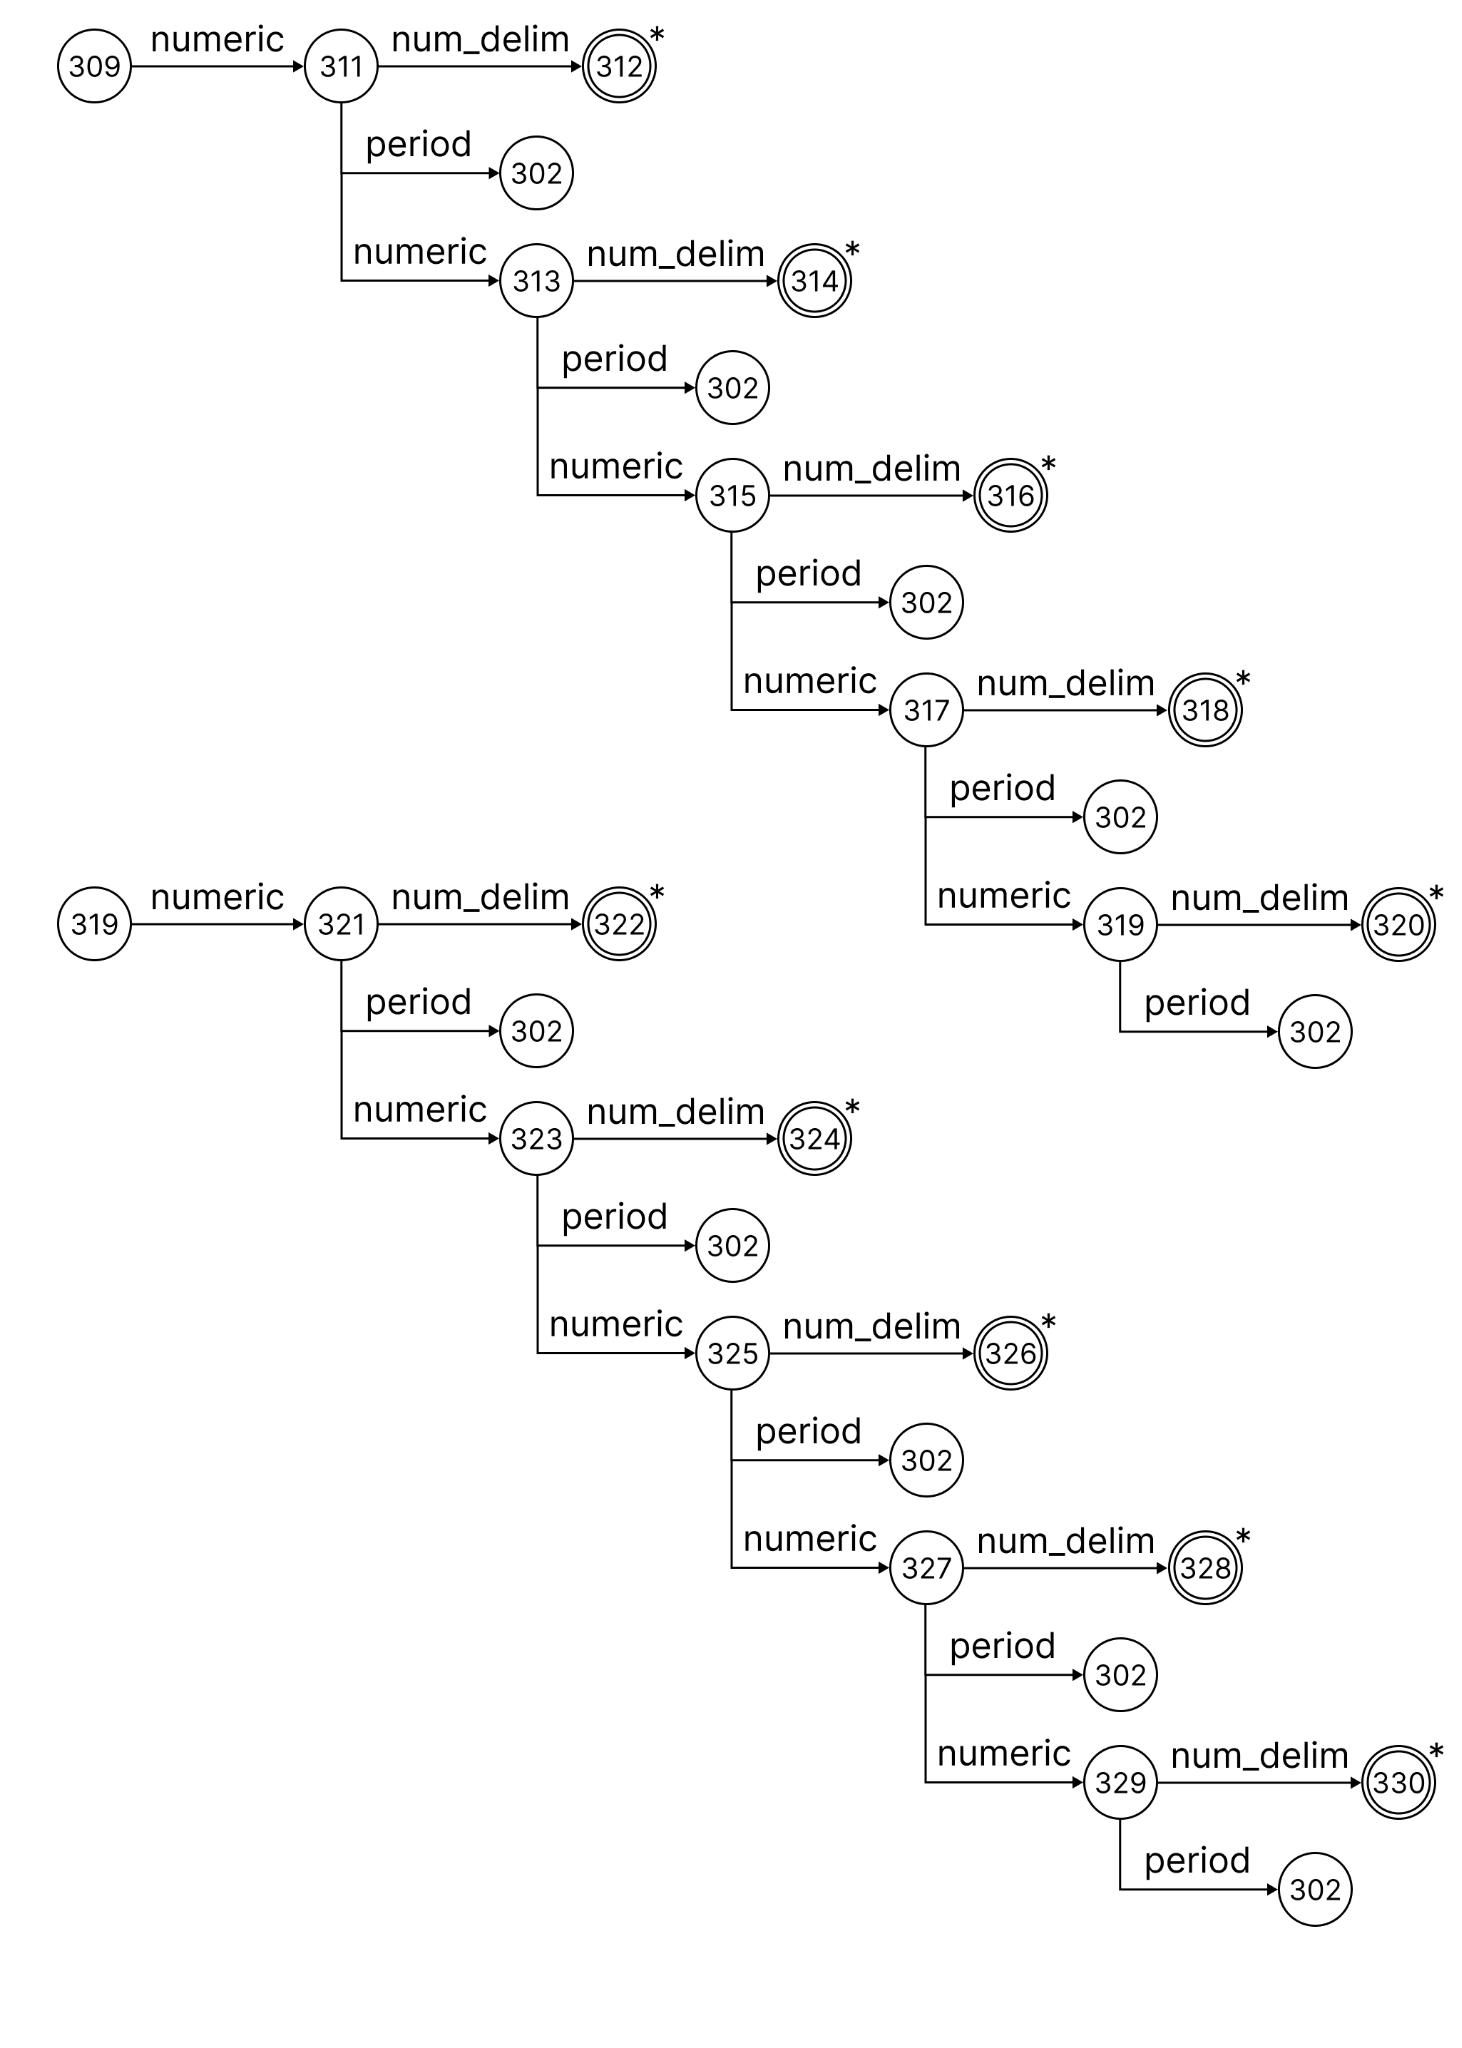 numeric num_delim *
309 311 312
period
302
numeric num_delim *
313 314
period
302
numeric num_delim *
315 316
period
302
numeric num_delim *
317 318
period
302
numeric num_delim * numeric num_delim *
319 321 322 319 320
period period
302 302
numeric num_delim *
323 324
period
302
numeric num_delim *
325 326
period
302
numeric num_delim *
327 328
period
302
numeric num_delim *
329 330
period
302